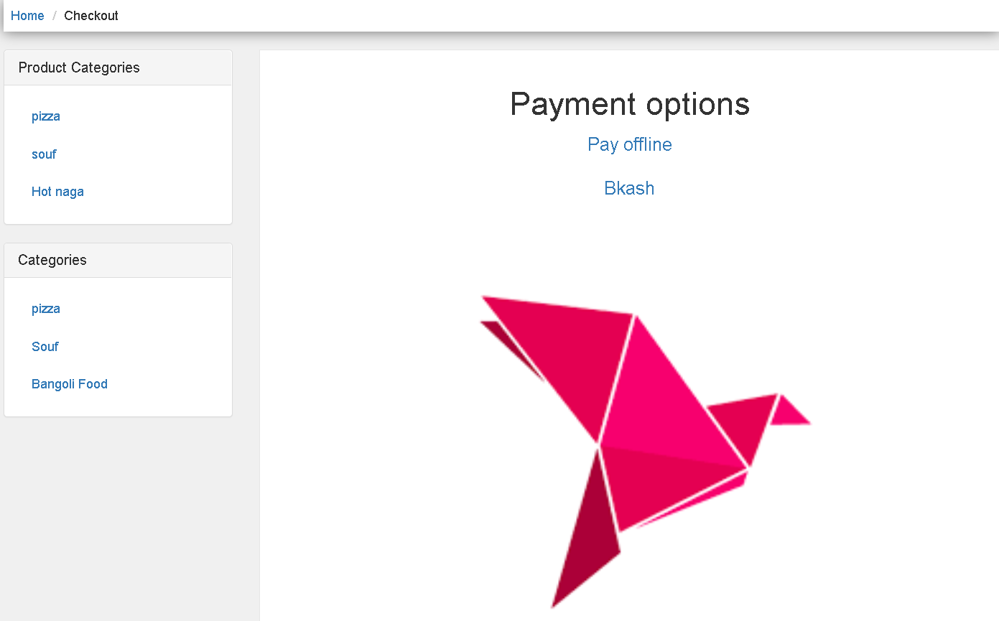 Home / Checkout
Product Categories
pizza
souf
Hot naga
Categories
pizza
Souf
Bangoli Food
Payment options
Pay offline
Bkash